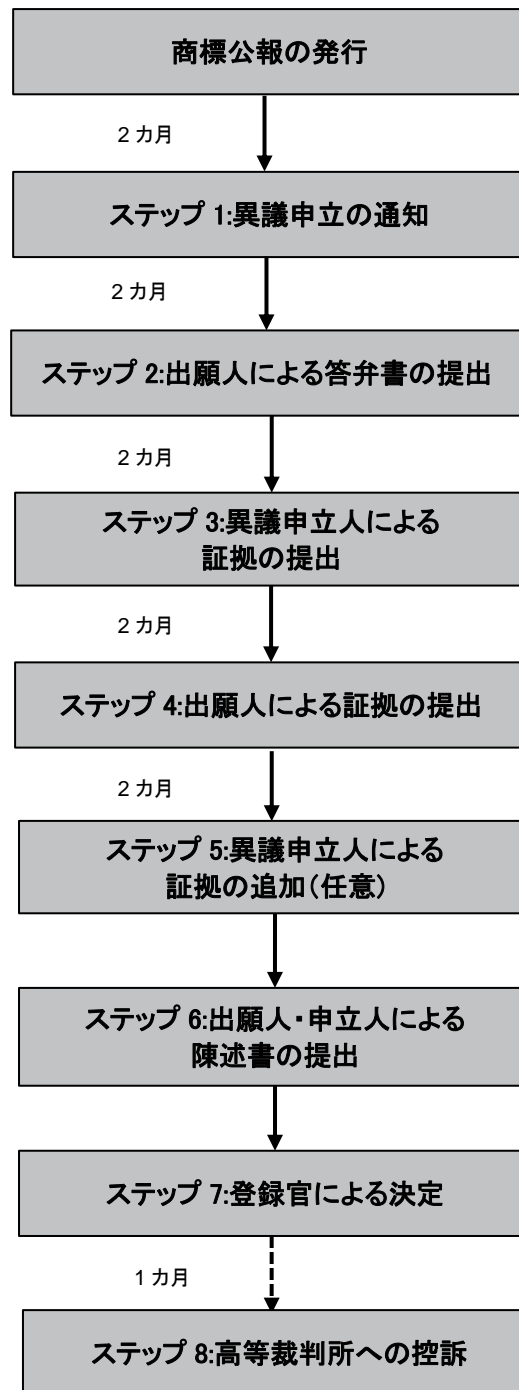 商標公報の発行
2 カ月
ステップ 1:異議申立の通知
2 カ月
ステップ 2:出願人による答弁書の提出
2 カ月
ステップ 3:異議申立人による
証拠の提出
2 カ月
ステップ 4:出願人による証拠の提出
2 カ月
ステップ 5:異議申立人による
証拠の追加(任意)
ステップ 6:出願人・申立人による
陳述書の提出
ステップ 7:登録官による決定
1 カ月
ステップ 8:高等裁判所への控訴